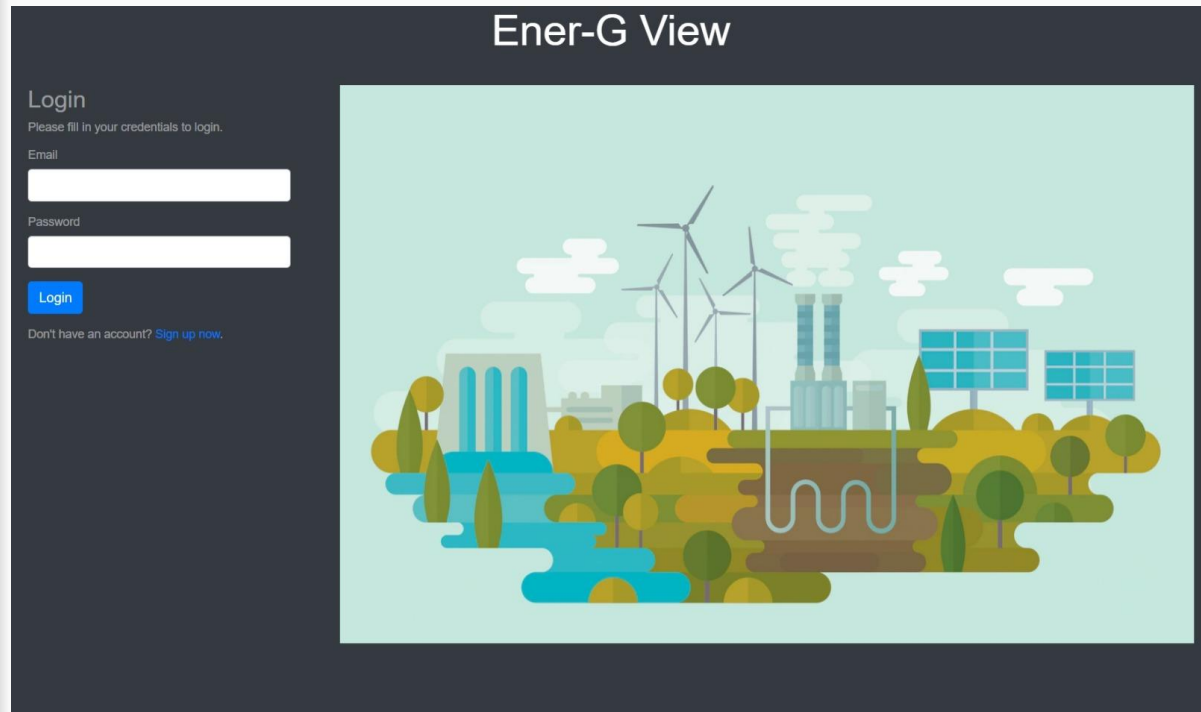 Ener-G View
Login
Please fill in your credentials to login.
Email
Password
Login
Don't have an account? Sign up now.